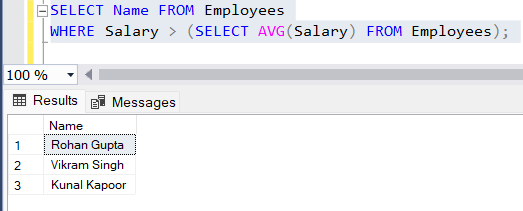 SELECT Name FROM Employees
WHERE Salary > (SELECT AVG(Salary) FROM Employees);
100 %
Results Messages
Name
1 Rohan Gupta
2 Vikram Singh
3 Kunal Kapoor